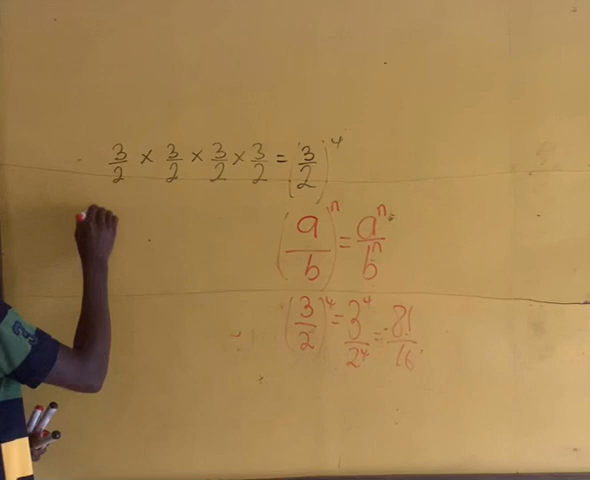 3/2 × 3/2 × 3/2 × 3/2 = (3/2)^4
(a/b)^n = a^n/b^n
(3/2)^4 = 3^4/2^4 = 81/16